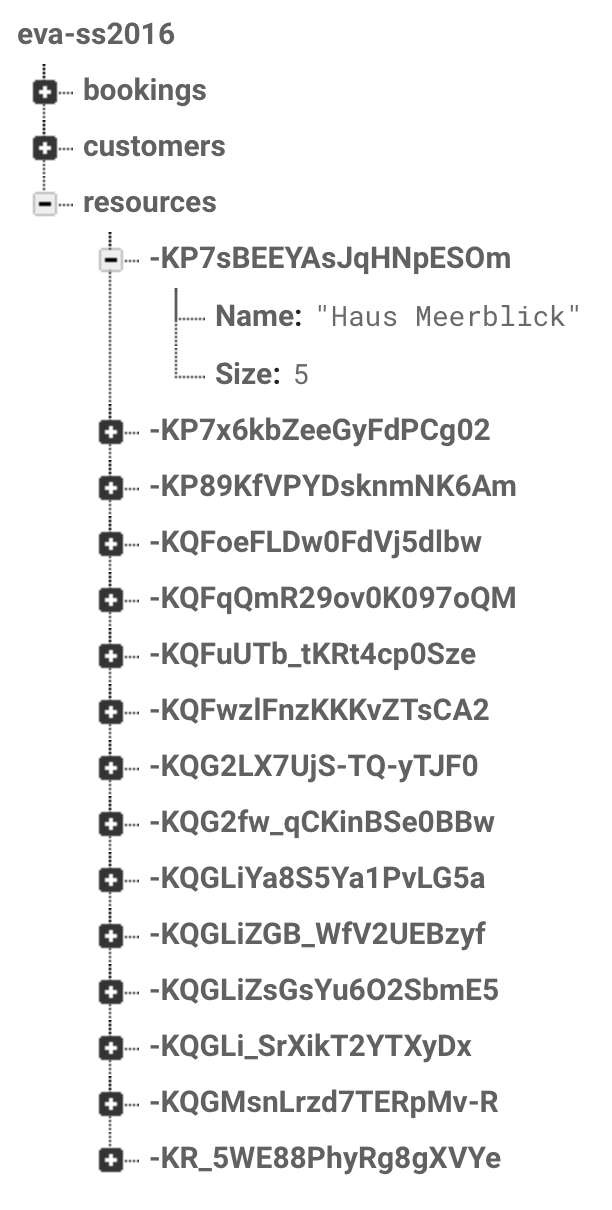 eva-ss2016
bookings
customers
resources
-KP7sBEEYAsJqHNpESOm
Name: "Haus Meerblick"
Size: 5
-KP7x6kbZeeGyFdPCg02
-KP89KfVPYDsknmNK6Am
-KQFoeFLDw0FdVj5dlbw
-KQFqQmR29ov0K097oQM
-KQFuUTb_tKRt4cp0Sze
-KQFwzlFnzKKKvZTsCA2
-KQG2LX7UjS-TQ-yTJF0
-KQG2fw_qCKinBSe0BBw
-KQGLiYa8S5Ya1PvLG5a
-KQGLiZGB_WfV2UEBzyf
-KQGLiZsGsYu6O2SbmE5
-KQGLi_SrXikT2YTXyDx
-KQGMsnLrzd7TERpMv-R
-KR_5WE88PhyRg8gXVYe